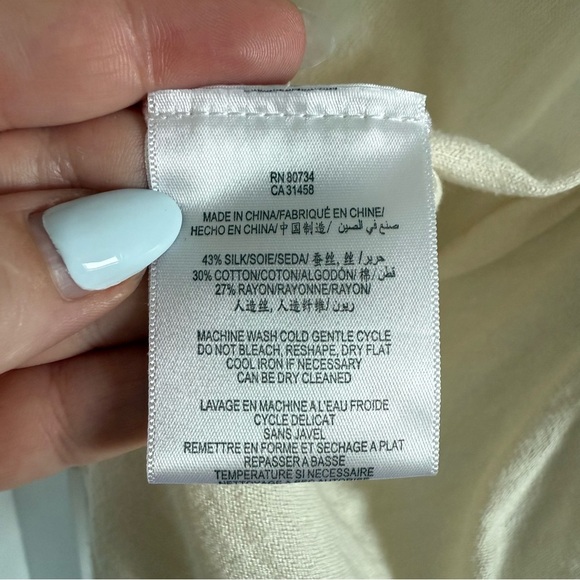 RN 80734
CA 31458
MADE IN CHINA/FABRIQUÉ EN CHINE/
HECHO EN CHINA/中国制造/ صنع في الصين
43% SILK/SOIE/SEDA/ 蚕丝, 丝 / حرير/
30% COTTON/COTON/ALGODÓN/ 棉/ قطن/
27% RAYON/RAYONNE/RAYON/
人造丝, 人造纤维/ ريون/
MACHINE WASH COLD GENTLE CYCLE
DO NOT BLEACH, RESHAPE, DRY FLAT
COOL IRON IF NECESSARY
CAN BE DRY CLEANED
LAVAGE EN MACHINE A L'EAU FROIDE
CYCLE DELICAT
SANS JAVEL
REMETTRE EN FORME ET SECHAGE A PLAT
REPASSER A BASSE
TEMPERATURE SI NECESSAIRE